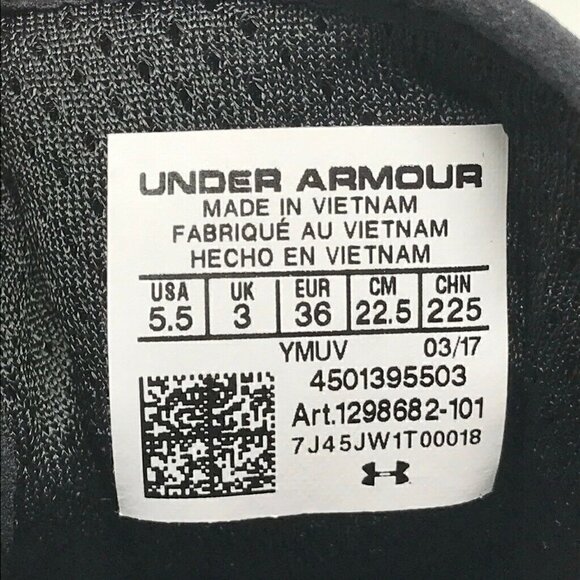 UNDER ARMOUR
MADE IN VIETNAM
FABRIQUÉ AU VIETNAM
HECHO EN VIETNAM
USA UK EUR CM CHN
5.5 3 36 22.5 225
YMUV 03/17
4501395503
Art.1298682-101
7J45JW1T00018